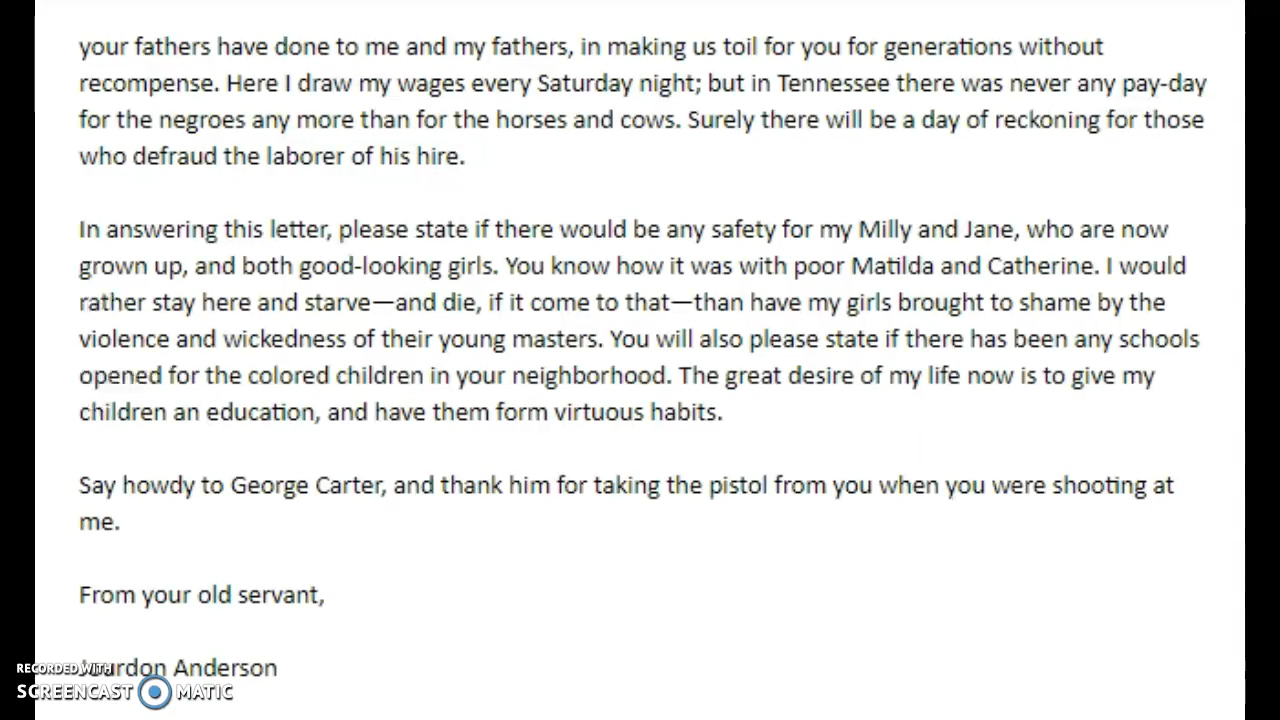 your fathers have done to me and my fathers, in making us toil for you for generations without
recompense. Here I draw my wages every Saturday night; but in Tennessee there was never any pay-day
for the negroes any more than for the horses and cows. Surely there will be a day of reckoning for those
who defraud the laborer of his hire.
In answering this letter, please state if there would be any safety for my Milly and Jane, who are now
grown up, and both good-looking girls. You know how it was with poor Matilda and Catherine. I would
rather stay here and starve—and die, if it come to that—than have my girls brought to shame by the
violence and wickedness of their young masters. You will also please state if there has been any schools
opened for the colored children in your neighborhood. The great desire of my life now is to give my
children an education, and have them form virtuous habits.
Say howdy to George Carter, and thank him for taking the pistol from you when you were shooting at
me.
From your old servant,
Jourdon Anderson
RECORDED WITH
SCREENCAST MATIC